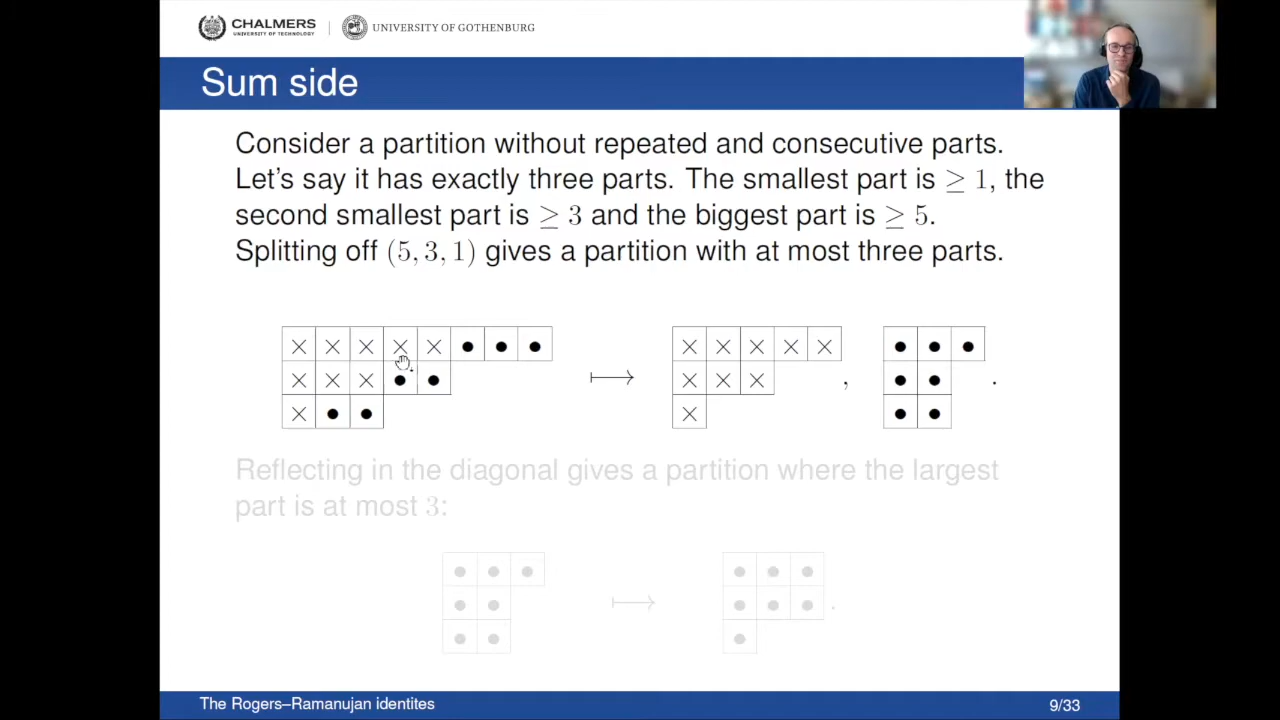 CHALMERS
UNIVERSITY OF TECHNOLOGY
UNIVERSITY OF GOTHENBURG
Sum side
Consider a partition without repeated and consecutive parts.
Let's say it has exactly three parts. The smallest part is ≥ 1, the
second smallest part is ≥ 3 and the biggest part is ≥ 5.
Splitting off (5, 3, 1) gives a partition with at most three parts.
Reflecting in the diagonal gives a partition where the largest
part is at most 3:
The Rogers–Ramanujan identites
9/33